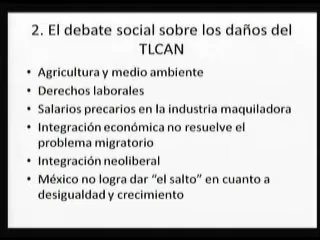 2. El debate social sobre los daños del
TLCAN
• Agricultura y medio ambiente
• Derechos laborales
• Salarios precarios en la industria maquiladora
• Integración económica no resuelve el
problema migratorio
• Integración neoliberal
• México no logra dar “el salto” en cuanto a
desigualdad y crecimiento